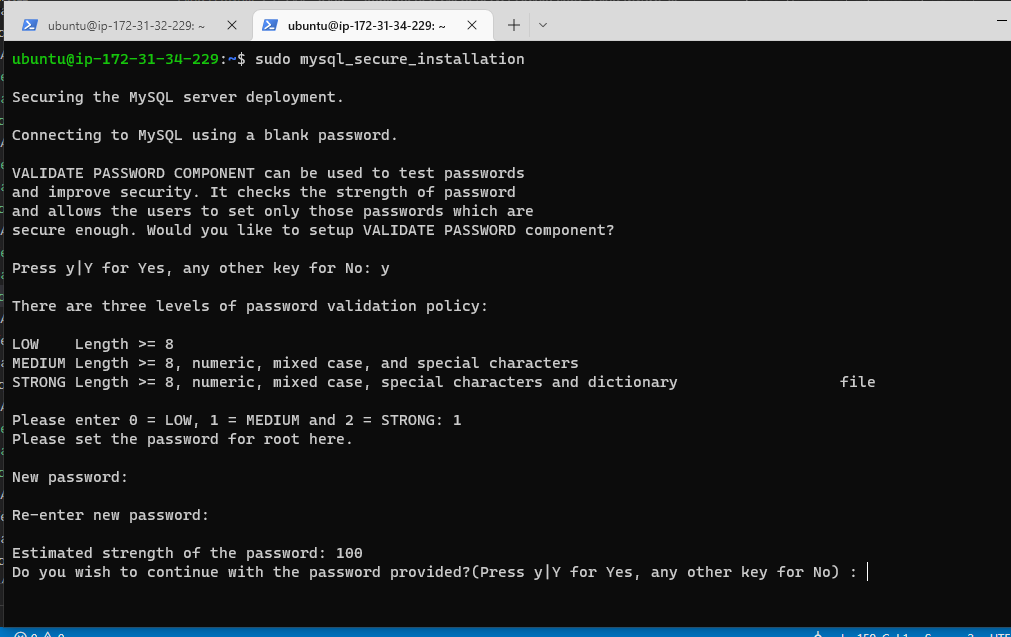 ubuntu@ip-172-31-32-229: ~
ubuntu@ip-172-31-34-229: ~
ubuntu@ip-172-31-34-229:~$ sudo mysql_secure_installation
Securing the MySQL server deployment.
Connecting to MySQL using a blank password.
VALIDATE PASSWORD COMPONENT can be used to test passwords
and improve security. It checks the strength of password
and allows the users to set only those passwords which are
secure enough. Would you like to setup VALIDATE PASSWORD component?
Press y|Y for Yes, any other key for No: y
There are three levels of password validation policy:
LOW    Length >= 8
MEDIUM Length >= 8, numeric, mixed case, and special characters
STRONG Length >= 8, numeric, mixed case, special characters and dictionary                  file
Please enter 0 = LOW, 1 = MEDIUM and 2 = STRONG: 1
Please set the password for root here.
New password:
Re-enter new password:
Estimated strength of the password: 100
Do you wish to continue with the password provided?(Press y|Y for Yes, any other key for No) :